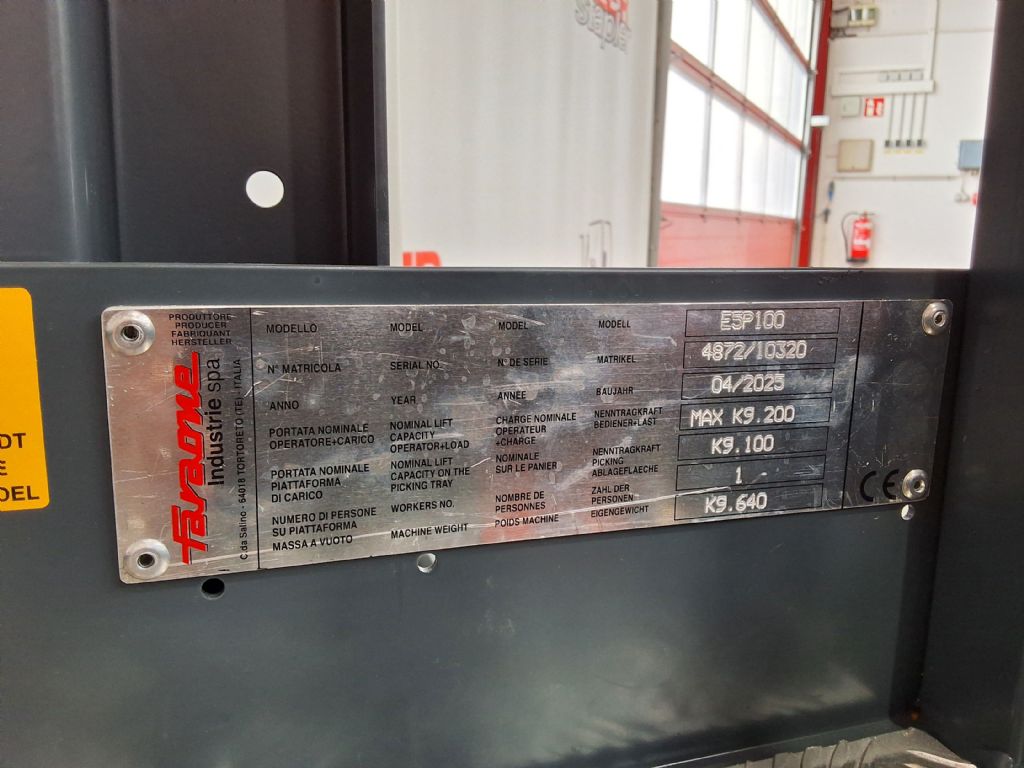 Stapler
DT
E
DEL
PRODUTTORE
PRODUCER
FABRIQUANT
HERSTELLER
Faraone
Industrie spa
C.da Salino - 64018 TORTORETO (TE) ITALIA
MODELLO MODEL MODEL MODELL E5P100
N° MATRICOLA SERIAL NO. N° DE SERIE MATRIKEL 4872/10320
ANNO YEAR ANNÉE BAUJAHR 04/2025
PORTATA NOMINALE
OPERATORE+CARICO
NOMINAL LIFT
CAPACITY
OPERATOR+LOAD
CHARGE NOMINALE
OPERATEUR
+CHARGE
NENNTRAGKRAFT
BEDIENER+LAST
MAX K9.200
PORTATA NOMINALE
PIATTAFORMA
DI CARICO
NOMINAL LIFT
CAPACITY ON THE
PICKING TRAY
NOMINALE
SUR LE PANIER
NENNTRAGKRAFT
PICKING
ABLAGEFLAECHE
K9.100
NUMERO DI PERSONE
SU PIATTAFORMA
WORKERS NO.
NOMBRE DE
PERSONNES
ZAHL DER
PERSONEN
1
MASSA A VUOTO MACHINE WEIGHT POIDS MACHINE EIGENGEWICHT K9.640
CE